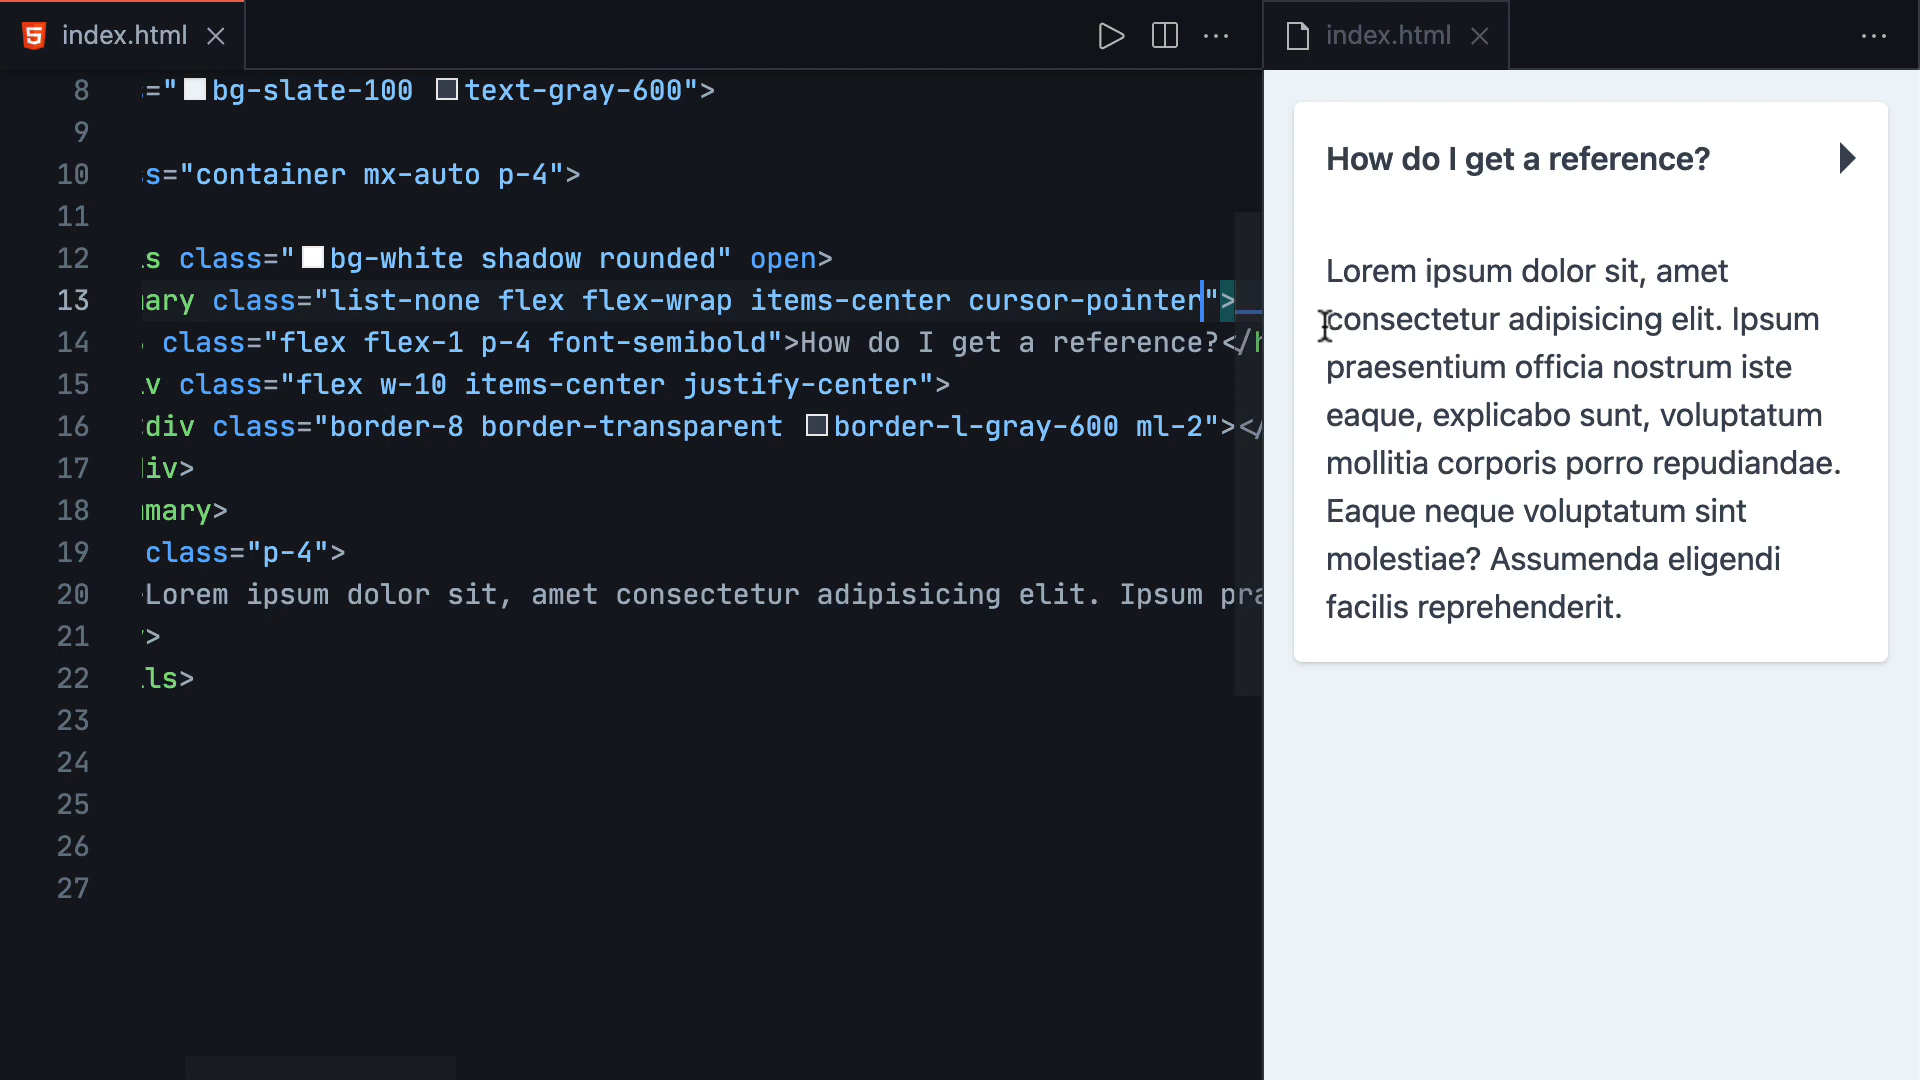 index.html
index.html
8 ="bg-slate-100 text-gray-600">
9
10 s="container mx-auto p-4">
11
12 s class="bg-white shadow rounded" open>
13 mary class="list-none flex flex-wrap items-center cursor-pointer">
14 class="flex flex-1 p-4 font-semibold">How do I get a reference?</h
15 v class="flex w-10 items-center justify-center">
16 div class="border-8 border-transparent border-l-gray-600 ml-2"></
17 iv>
18 mary>
19 class="p-4">
20 Lorem ipsum dolor sit, amet consectetur adipisicing elit. Ipsum pra
21 >
22 ls>
23
24
25
26
27
How do I get a reference?
Lorem ipsum dolor sit, amet
consectetur adipisicing elit. Ipsum
praesentium officia nostrum iste
eaque, explicabo sunt, voluptatum
mollitia corporis porro repudiandae.
Eaque neque voluptatum sint
molestiae? Assumenda eligendi
facilis reprehenderit.